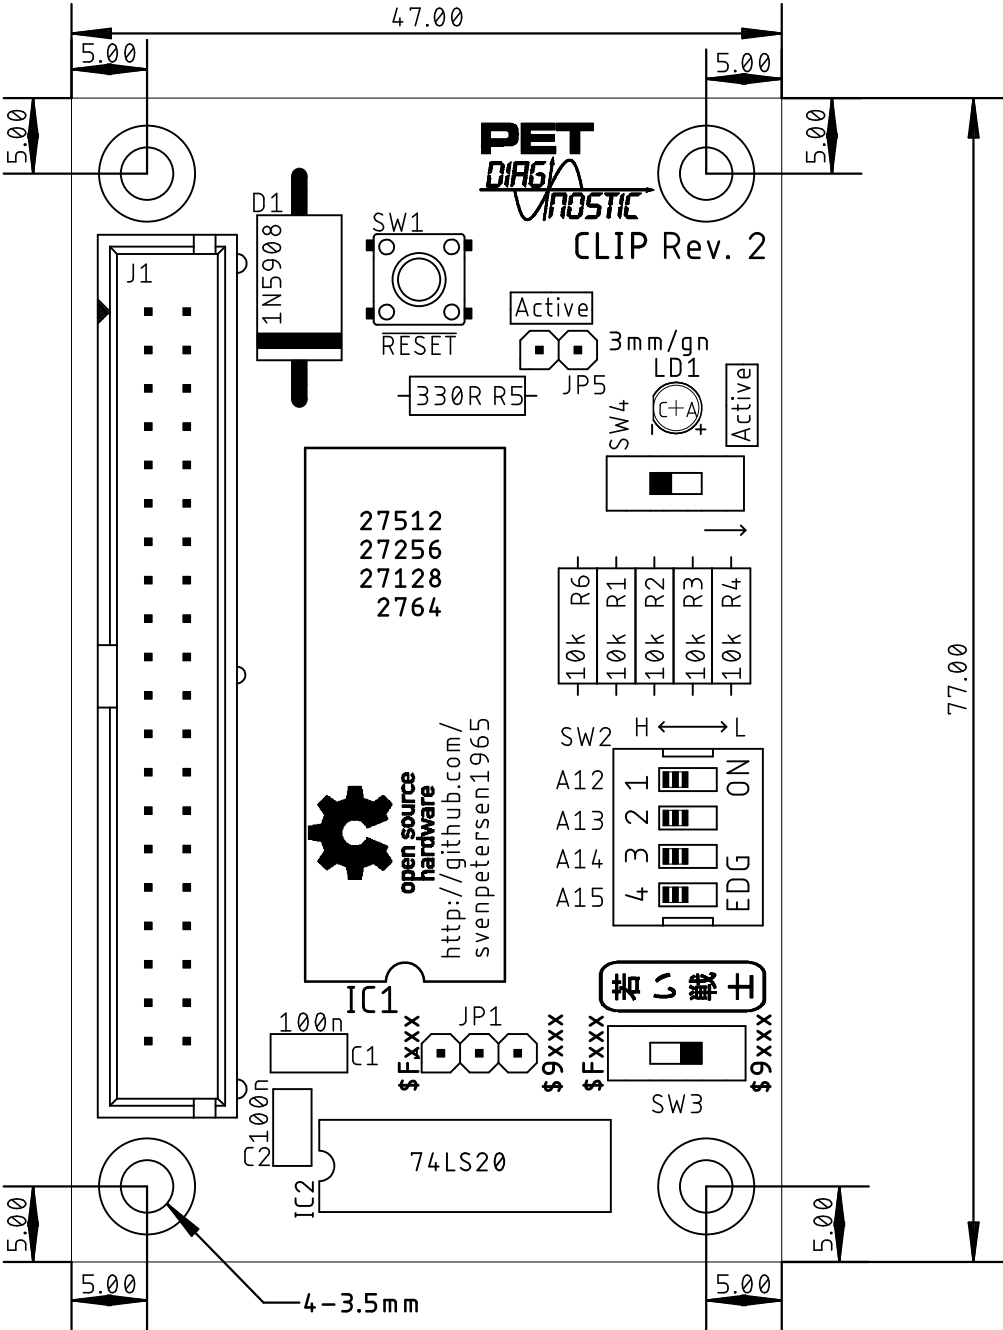 47.00
5.00
5.00
5.00
5.00
PET
DIAG
NOSTIC
CLIP Rev. 2
D1
1N5908
SW1
RESET
J1
Active
JP5
3mm/gn
LD1
C+A
- +
Active
SW4
330R R5
27512
27256
27128
2764
R6 R1 R2 R3 R4
10k 10k 10k 10k 10k
77.00
SW2
H L
A12 1 ON
A13 2
A14 3
A15 4 EDG
open source
hardware
http://github.com/
svenpetersen1965
IC1
若い戦士
100n
C1
JP1
$Fxxx
$9xxx
$Fxxx
$9xxx
SW3
100n
C2
74LS20
IC2
5.00
5.00
5.00
5.00
4-3.5mm